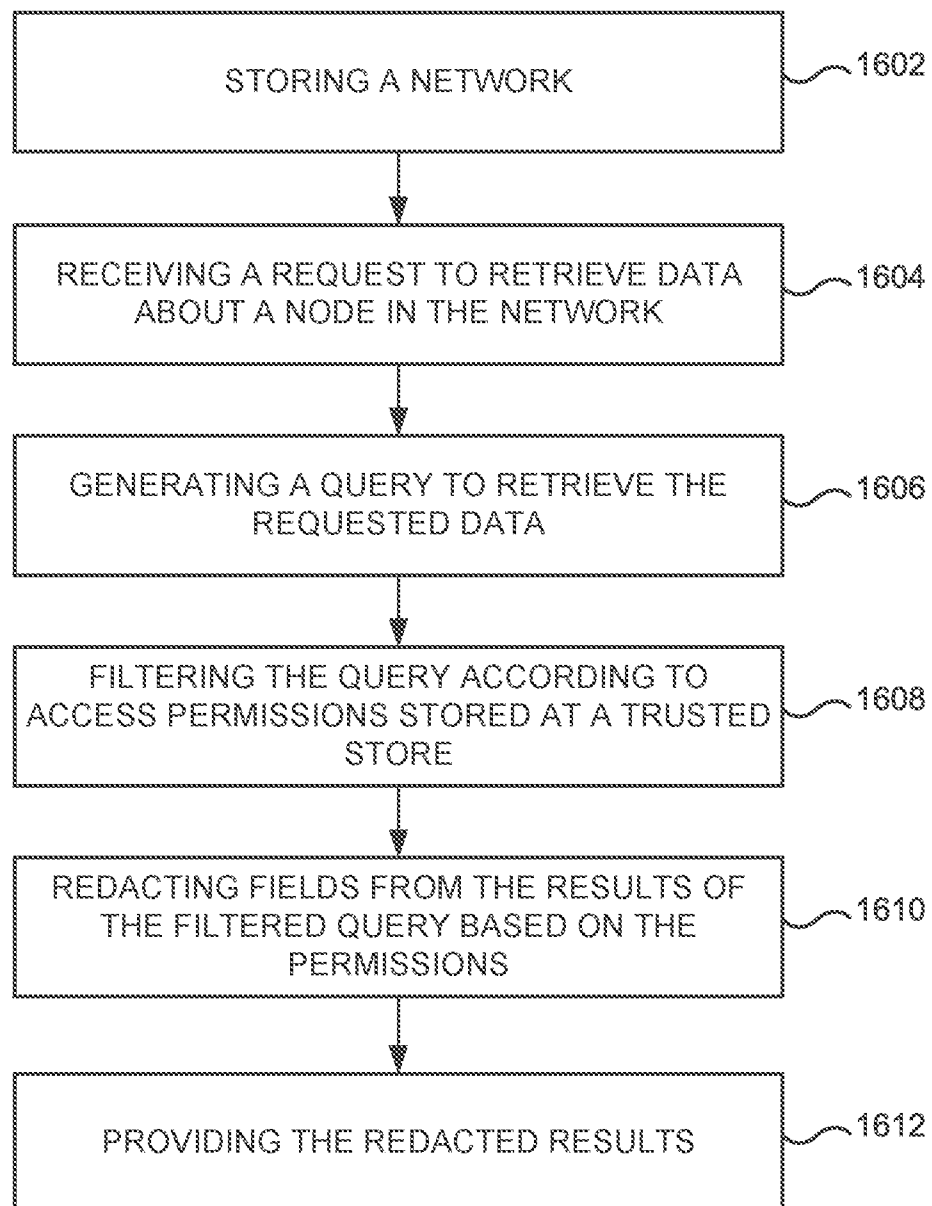 STORING A NETWORK
1602
RECEIVING A REQUEST TO RETRIEVE DATA
ABOUT A NODE IN THE NETWORK
1604
GENERATING A QUERY TO RETRIEVE THE
REQUESTED DATA
1606
FILTERING THE QUERY ACCORDING TO
ACCESS PERMISSIONS STORED AT A TRUSTED
STORE
1608
REDACTING FIELDS FROM THE RESULTS OF
THE FILTERED QUERY BASED ON THE
PERMISSIONS
1610
PROVIDING THE REDACTED RESULTS
1612